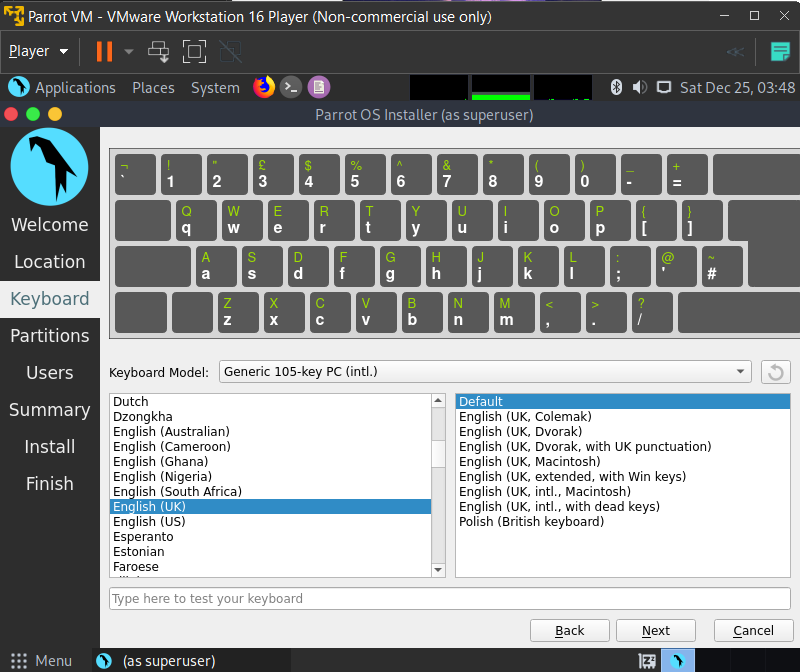 Parrot VM - VMware Workstation 16 Player (Non-commercial use only)
Player
Applications Places System Sat Dec 25, 03:48
Parrot OS Installer (as superuser)
Welcome
Location
Keyboard
Partitions
Users
Summary
Install
Finish
¬ ! " £ $ % ^ & * ( ) _ +
` 1 2 3 4 5 6 7 8 9 0 - =
Q W E R T Y U I O P { }
q w e r t y u i o p [ ]
A S D F G H J K L : @ ~
a s d f g h j k l ; ' #
Z X C V B N M < > ?
z x c v b n m , . /
Keyboard Model: Generic 105-key PC (intl.)
Dutch
Dzongkha
English (Australian)
English (Cameroon)
English (Ghana)
English (Nigeria)
English (South Africa)
English (UK)
English (US)
Esperanto
Estonian
Faroese
Default
English (UK, Colemak)
English (UK, Dvorak)
English (UK, Dvorak, with UK punctuation)
English (UK, Macintosh)
English (UK, extended, with Win keys)
English (UK, intl., Macintosh)
English (UK, intl., with dead keys)
Polish (British keyboard)
Type here to test your keyboard
Back Next Cancel
Menu (as superuser)